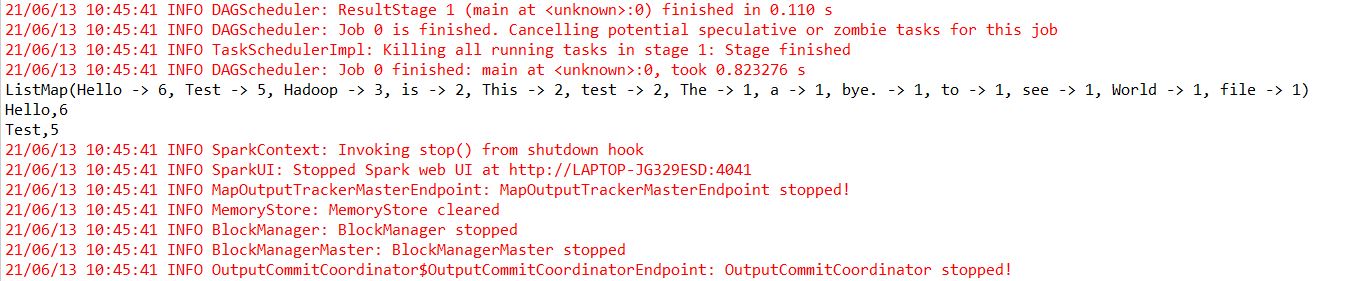 21/06/13 10:45:41 INFO DAGScheduler: ResultStage 1 (main at <unknown>:0) finished in 0.110 s
21/06/13 10:45:41 INFO DAGScheduler: Job 0 is finished. Cancelling potential speculative or zombie tasks for this job
21/06/13 10:45:41 INFO TaskSchedulerImpl: Killing all running tasks in stage 1: Stage finished
21/06/13 10:45:41 INFO DAGScheduler: Job 0 finished: main at <unknown>:0, took 0.823276 s
ListMap(Hello -> 6, Test -> 5, Hadoop -> 3, is -> 2, This -> 2, test -> 2, The -> 1, a -> 1, bye. -> 1, to -> 1, see -> 1, World -> 1, file -> 1)
Hello,6
Test,5
21/06/13 10:45:41 INFO SparkContext: Invoking stop() from shutdown hook
21/06/13 10:45:41 INFO SparkUI: Stopped Spark web UI at http://LAPTOP-JG329ESD:4041
21/06/13 10:45:41 INFO MapOutputTrackerMasterEndpoint: MapOutputTrackerMasterEndpoint stopped!
21/06/13 10:45:41 INFO MemoryStore: MemoryStore cleared
21/06/13 10:45:41 INFO BlockManager: BlockManager stopped
21/06/13 10:45:41 INFO BlockManagerMaster: BlockManagerMaster stopped
21/06/13 10:45:41 INFO OutputCommitCoordinator$OutputCommitCoordinatorEndpoint: OutputCommitCoordinator stopped!